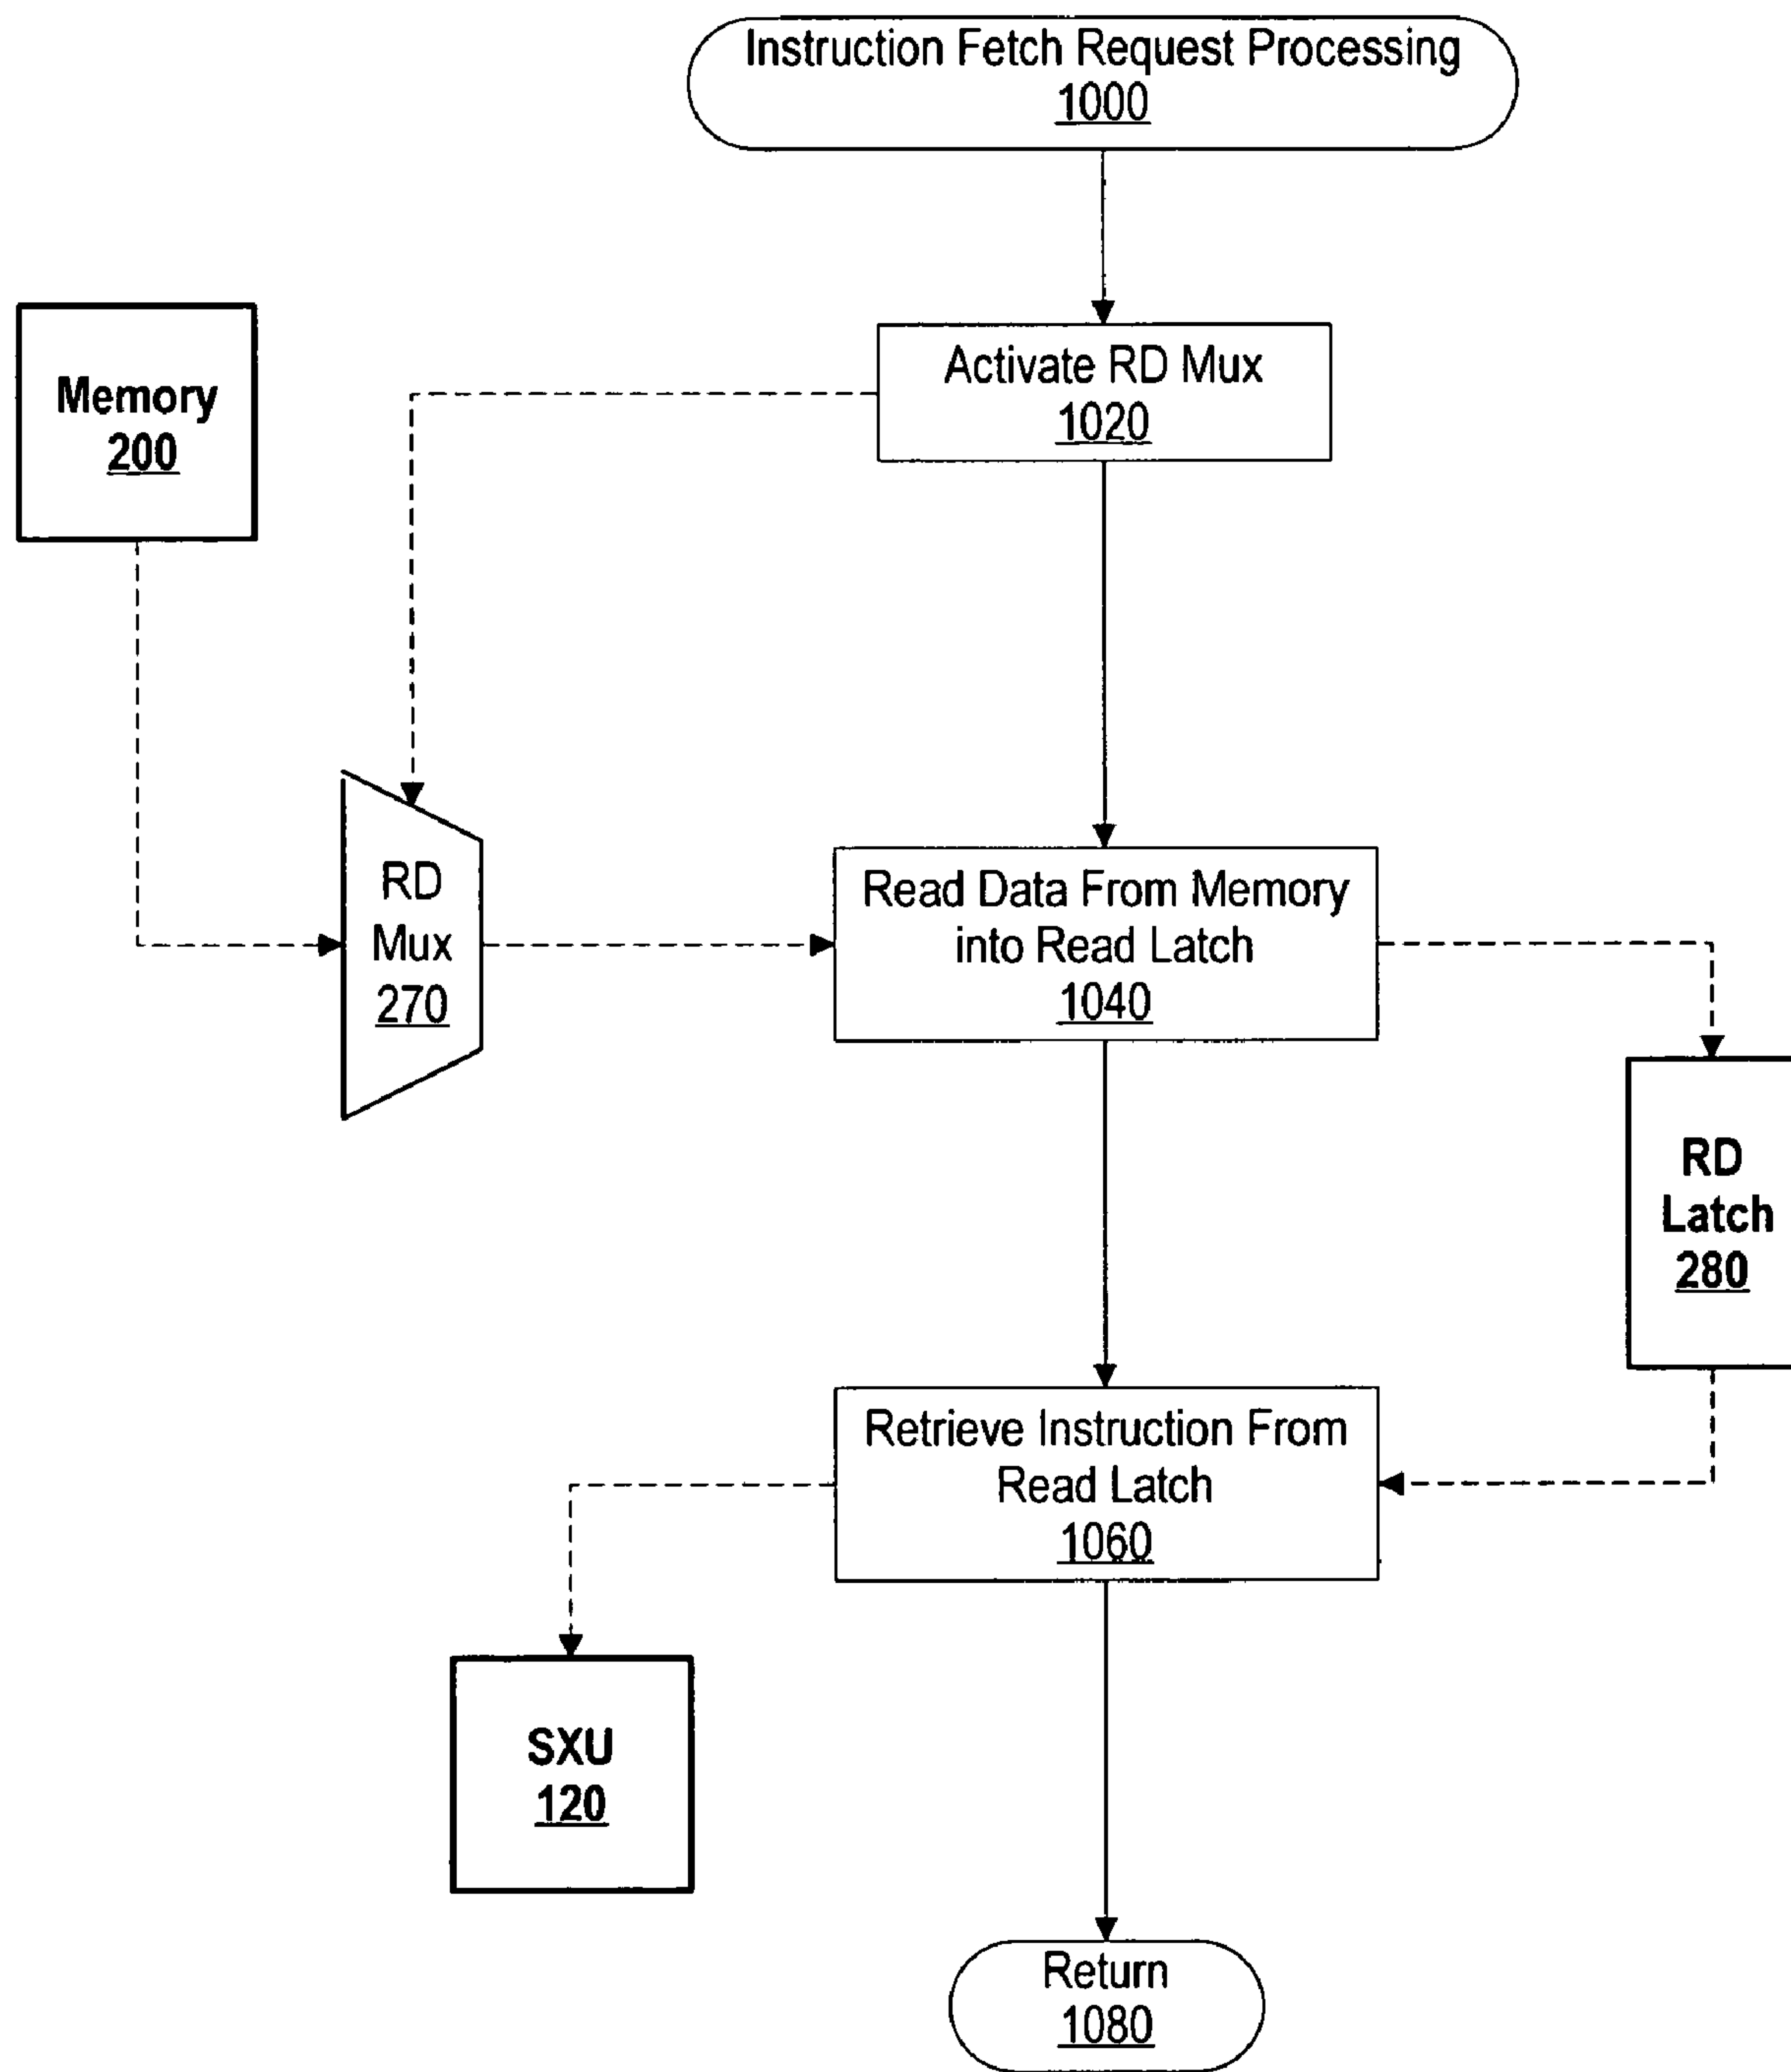 Instruction Fetch Request Processing
1000
Activate RD Mux
1020
Memory
200
RD
Mux
270
Read Data From Memory
into Read Latch
1040
RD
Latch
280
Retrieve Instruction From
Read Latch
1060
SXU
120
Return
1080